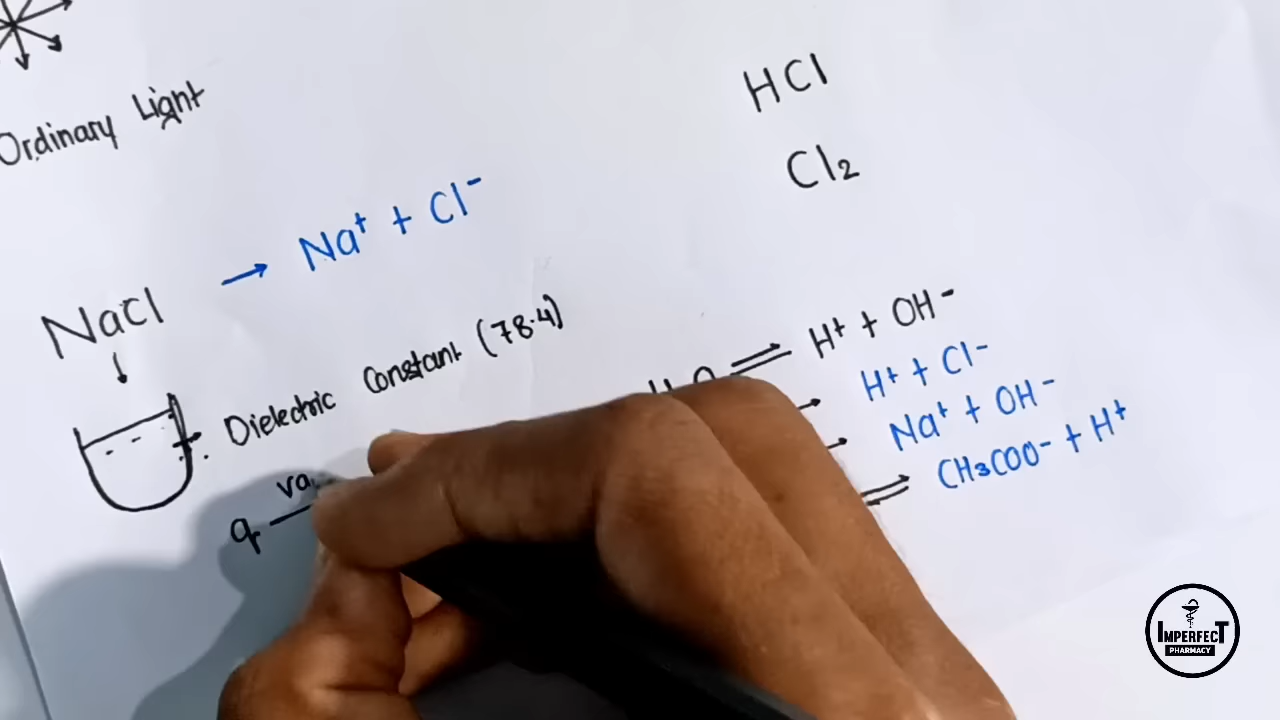 Ordinary Light
HCl
Cl2
NaCl → Na⁺ + Cl⁻
Dielectric Constant (78.4)
⇌ H⁺ + OH⁻
→ H⁺ + Cl⁻
→ Na⁺ + OH⁻
⇌ CH3COO⁻ + H⁺
q
IMPERFECT
PHARMACY